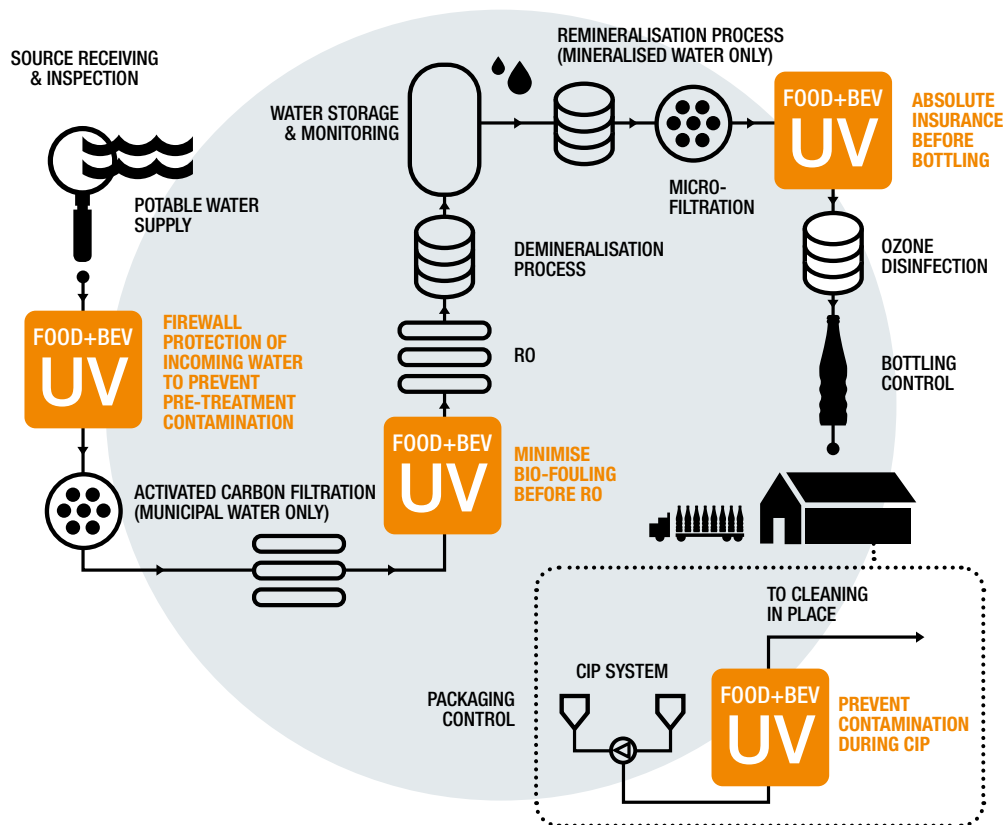 SOURCE RECEIVING
& INSPECTION
POTABLE WATER
SUPPLY
FOOD+BEV
UV
FIREWALL
PROTECTION OF
INCOMING WATER
TO PREVENT
PRE-TREATMENT
CONTAMINATION
ACTIVATED CARBON FILTRATION
(MUNICIPAL WATER ONLY)
FOOD+BEV
UV
MINIMISE
BIO-FOULING
BEFORE RO
RO
DEMINERALISATION
PROCESS
WATER STORAGE
& MONITORING
REMINERALISATION PROCESS
(MINERALISED WATER ONLY)
MICRO-
FILTRATION
FOOD+BEV
UV
ABSOLUTE
INSURANCE
BEFORE
BOTTLING
OZONE
DISINFECTION
BOTTLING
CONTROL
TO CLEANING
IN PLACE
CIP SYSTEM
PACKAGING
CONTROL
FOOD+BEV
UV
PREVENT
CONTAMINATION
DURING CIP